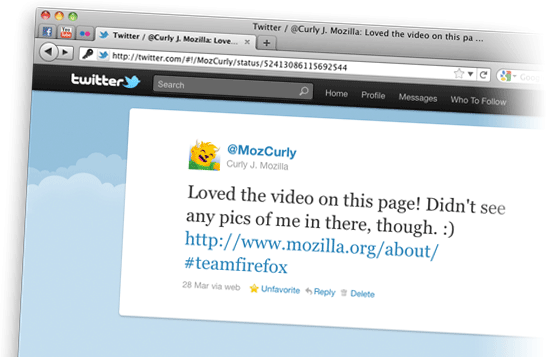 Twitter / @Curly J. Mozilla: Loved the video on this pa ...
Twitter / @Curly J. Mozilla: Love...
http://twitter.com/#!/MozCurly/status/52413086115692544
twitter
Search
Home Profile Messages Who To Follow
@MozCurly
Curly J. Mozilla
Loved the video on this page! Didn't see
any pics of me in there, though. :)
http://www.mozilla.org/about/
#teamfirefox
28 Mar via web Unfavorite Reply Delete